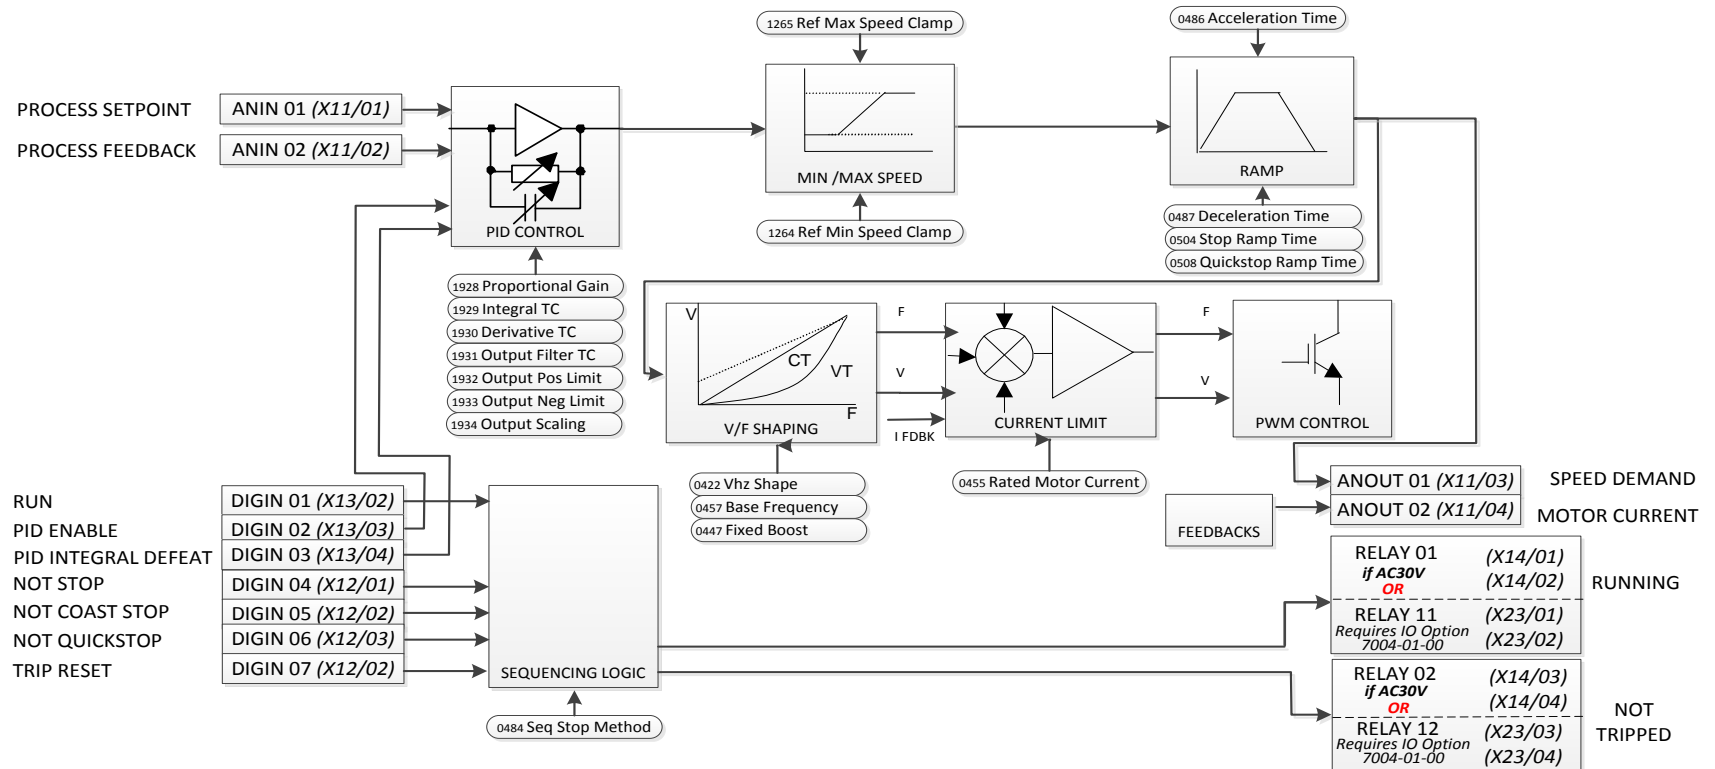 1265 Ref Max Speed Clamp
0486 Acceleration Time
PROCESS SETPOINT
ANIN 01 (X11/01)
PROCESS FEEDBACK
ANIN 02 (X11/02)
PID CONTROL
MIN /MAX SPEED
RAMP
1264 Ref Min Speed Clamp
0487 Deceleration Time
0504 Stop Ramp Time
0508 Quickstop Ramp Time
1928 Proportional Gain
1929 Integral TC
1930 Derivative TC
1931 Output Filter TC
1932 Output Pos Limit
1933 Output Neg Limit
1934 Output Scaling
V
CT
VT
F
V/F SHAPING
F
V
I FDBK
CURRENT LIMIT
F
V
PWM CONTROL
0422 Vhz Shape
0457 Base Frequency
0447 Fixed Boost
0455 Rated Motor Current
RUN
DIGIN 01 (X13/02)
PID ENABLE
DIGIN 02 (X13/03)
PID INTEGRAL DEFEAT
DIGIN 03 (X13/04)
NOT STOP
DIGIN 04 (X12/01)
NOT COAST STOP
DIGIN 05 (X12/02)
NOT QUICKSTOP
DIGIN 06 (X12/03)
TRIP RESET
DIGIN 07 (X12/02)
SEQUENCING LOGIC
0484 Seq Stop Method
FEEDBACKS
ANOUT 01 (X11/03)
SPEED DEMAND
ANOUT 02 (X11/04)
MOTOR CURRENT
RELAY 01 (X14/01)
if AC30V (X14/02)
OR
RUNNING
RELAY 11 (X23/01)
Requires IO Option
7004-01-00 (X23/02)
RELAY 02 (X14/03)
if AC30V (X14/04)
OR
NOT
TRIPPED
RELAY 12 (X23/03)
Requires IO Option
7004-01-00 (X23/04)